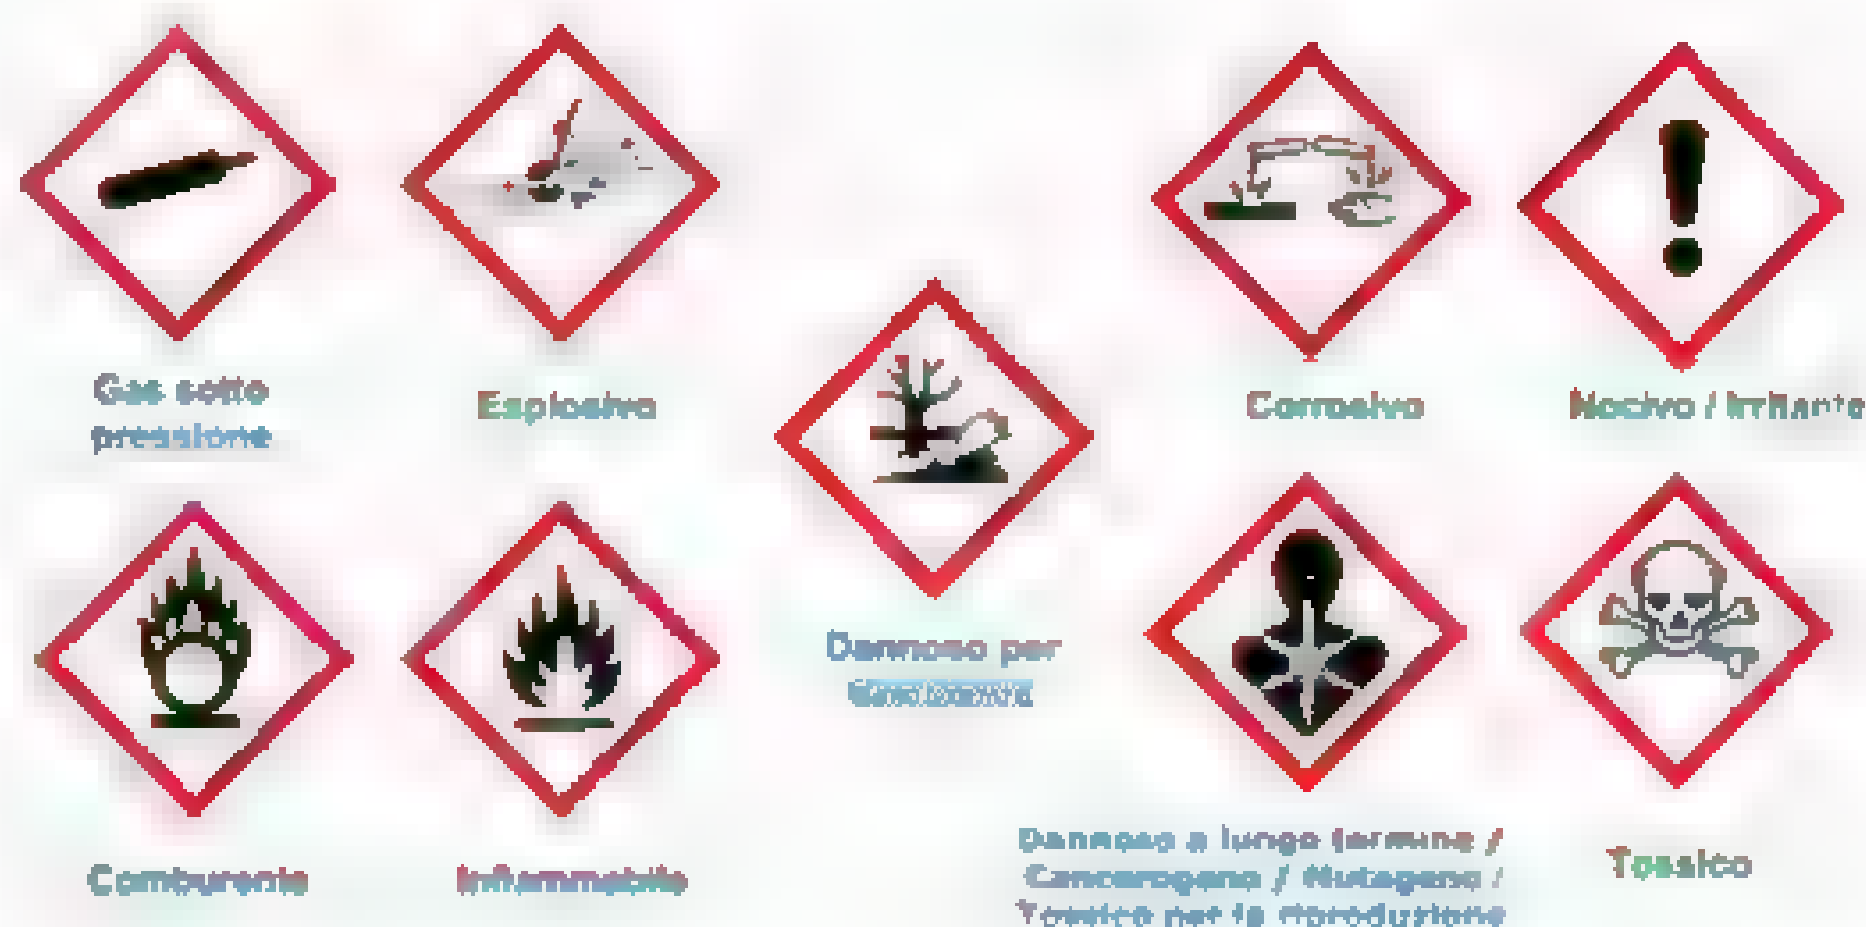 Gas sotto
pressione
Esplosivo
Corrosivo
Nocivo / Irritante
Dannoso per
Comburente
Infiammabile
Dannoso a lungo termine /
Cancerogeno / Mutageno /
Tossico per la riproduzione
Tossico